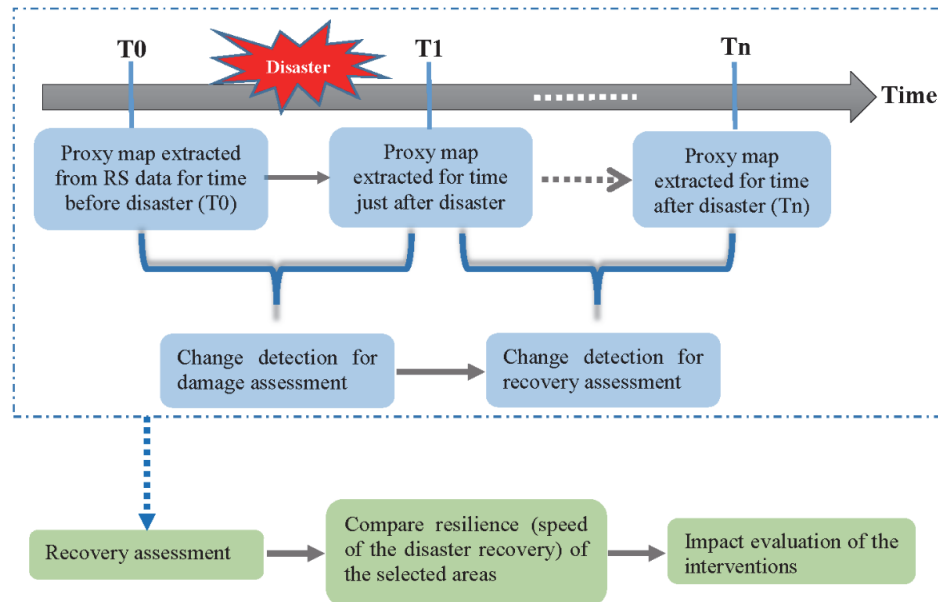 T0
Disaster
T1
Tn
Time
Proxy map extracted
from RS data for time
before disaster (T0)
Proxy map
extracted for time
just after disaster
Proxy map
extracted for time
after disaster (Tn)
Change detection for
damage assessment
Change detection for
recovery assessment
Recovery assessment
Compare resilience (speed
of the disaster recovery) of
the selected areas
Impact evaluation of the
interventions